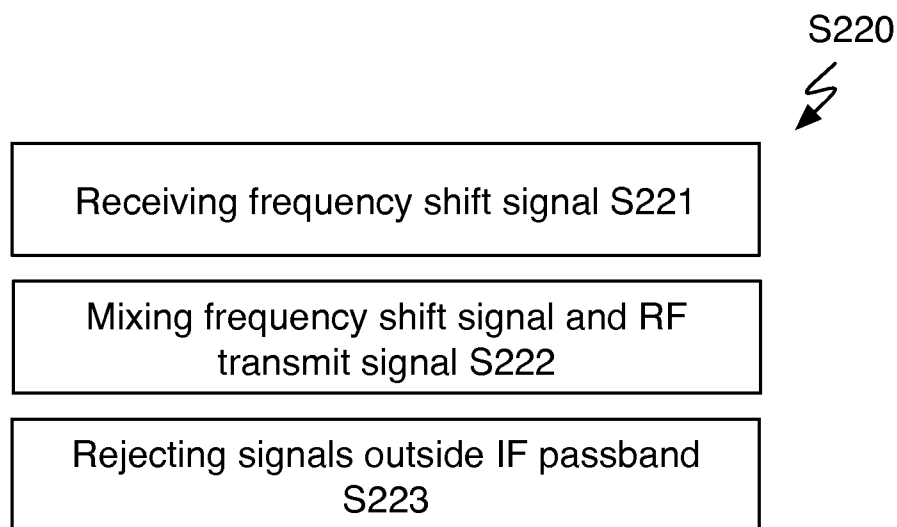 S220
Receiving frequency shift signal S221
Mixing frequency shift signal and RF
transmit signal S222
Rejecting signals outside IF passband
S223